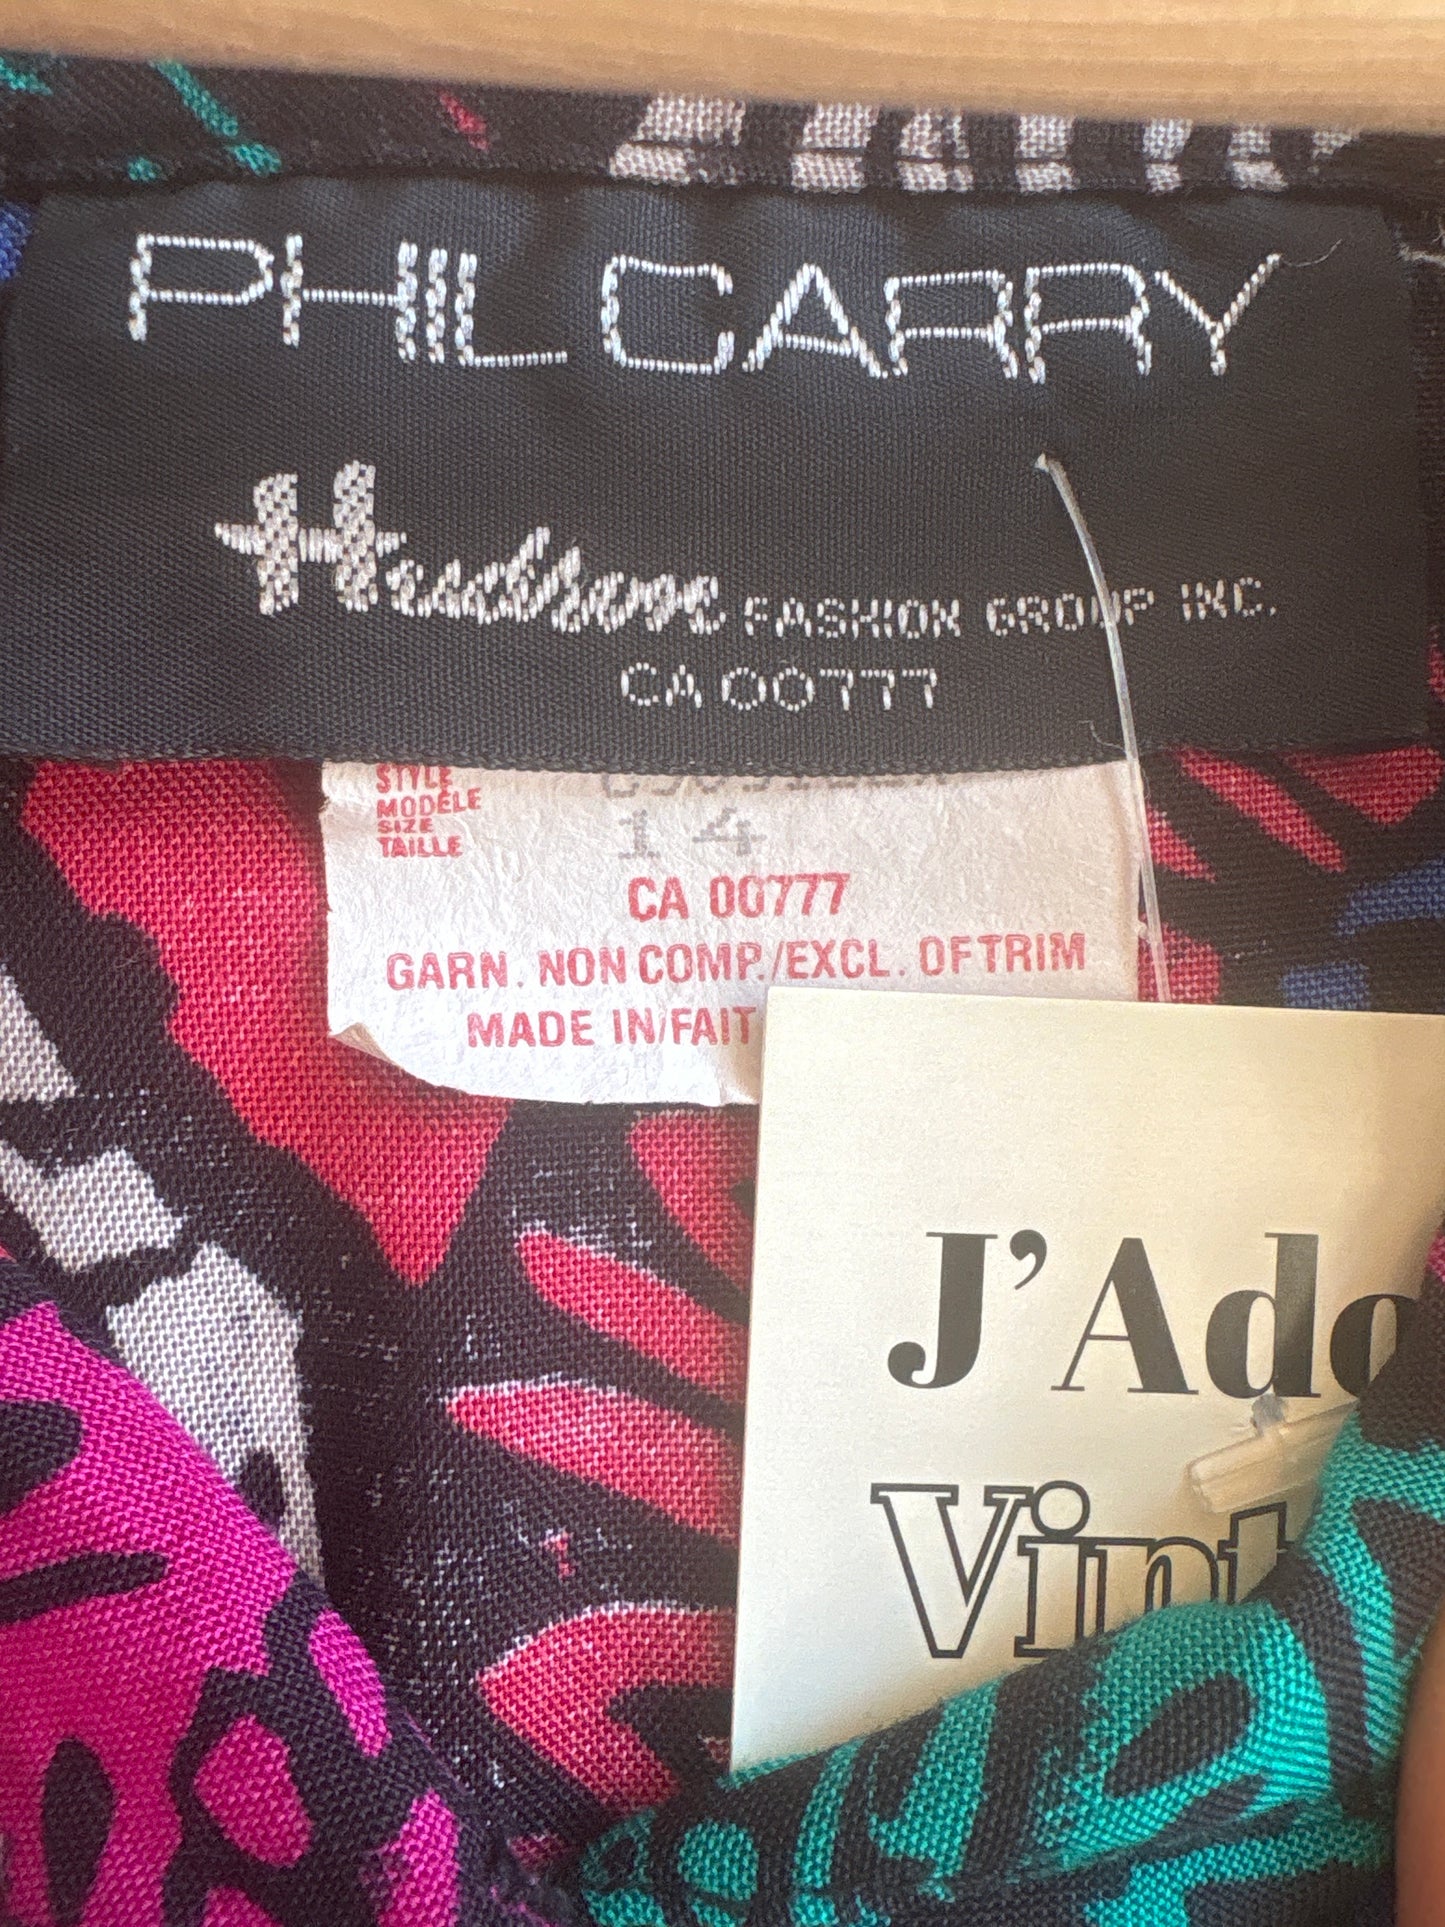 PHIL CARRY
Hudson FASHION GROUP INC.
CA 00777
STYLE
MODÈLE
SIZE
TAILLE
14
CA 00777
GARN. NON COMP./EXCL. OF TRIM
MADE IN/FAIT
J'Ado
Vint